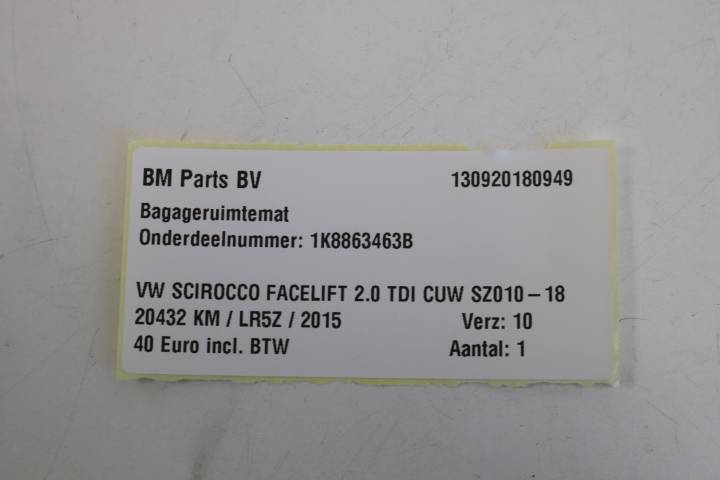 BM Parts BV 130920180949
Bagageruimtemat
Onderdeelnummer: 1K8863463B
VW SCIROCCO FACELIFT 2.0 TDI CUW SZ010-18
20432 KM / LR5Z / 2015 Verz: 10
40 Euro incl. BTW Aantal: 1